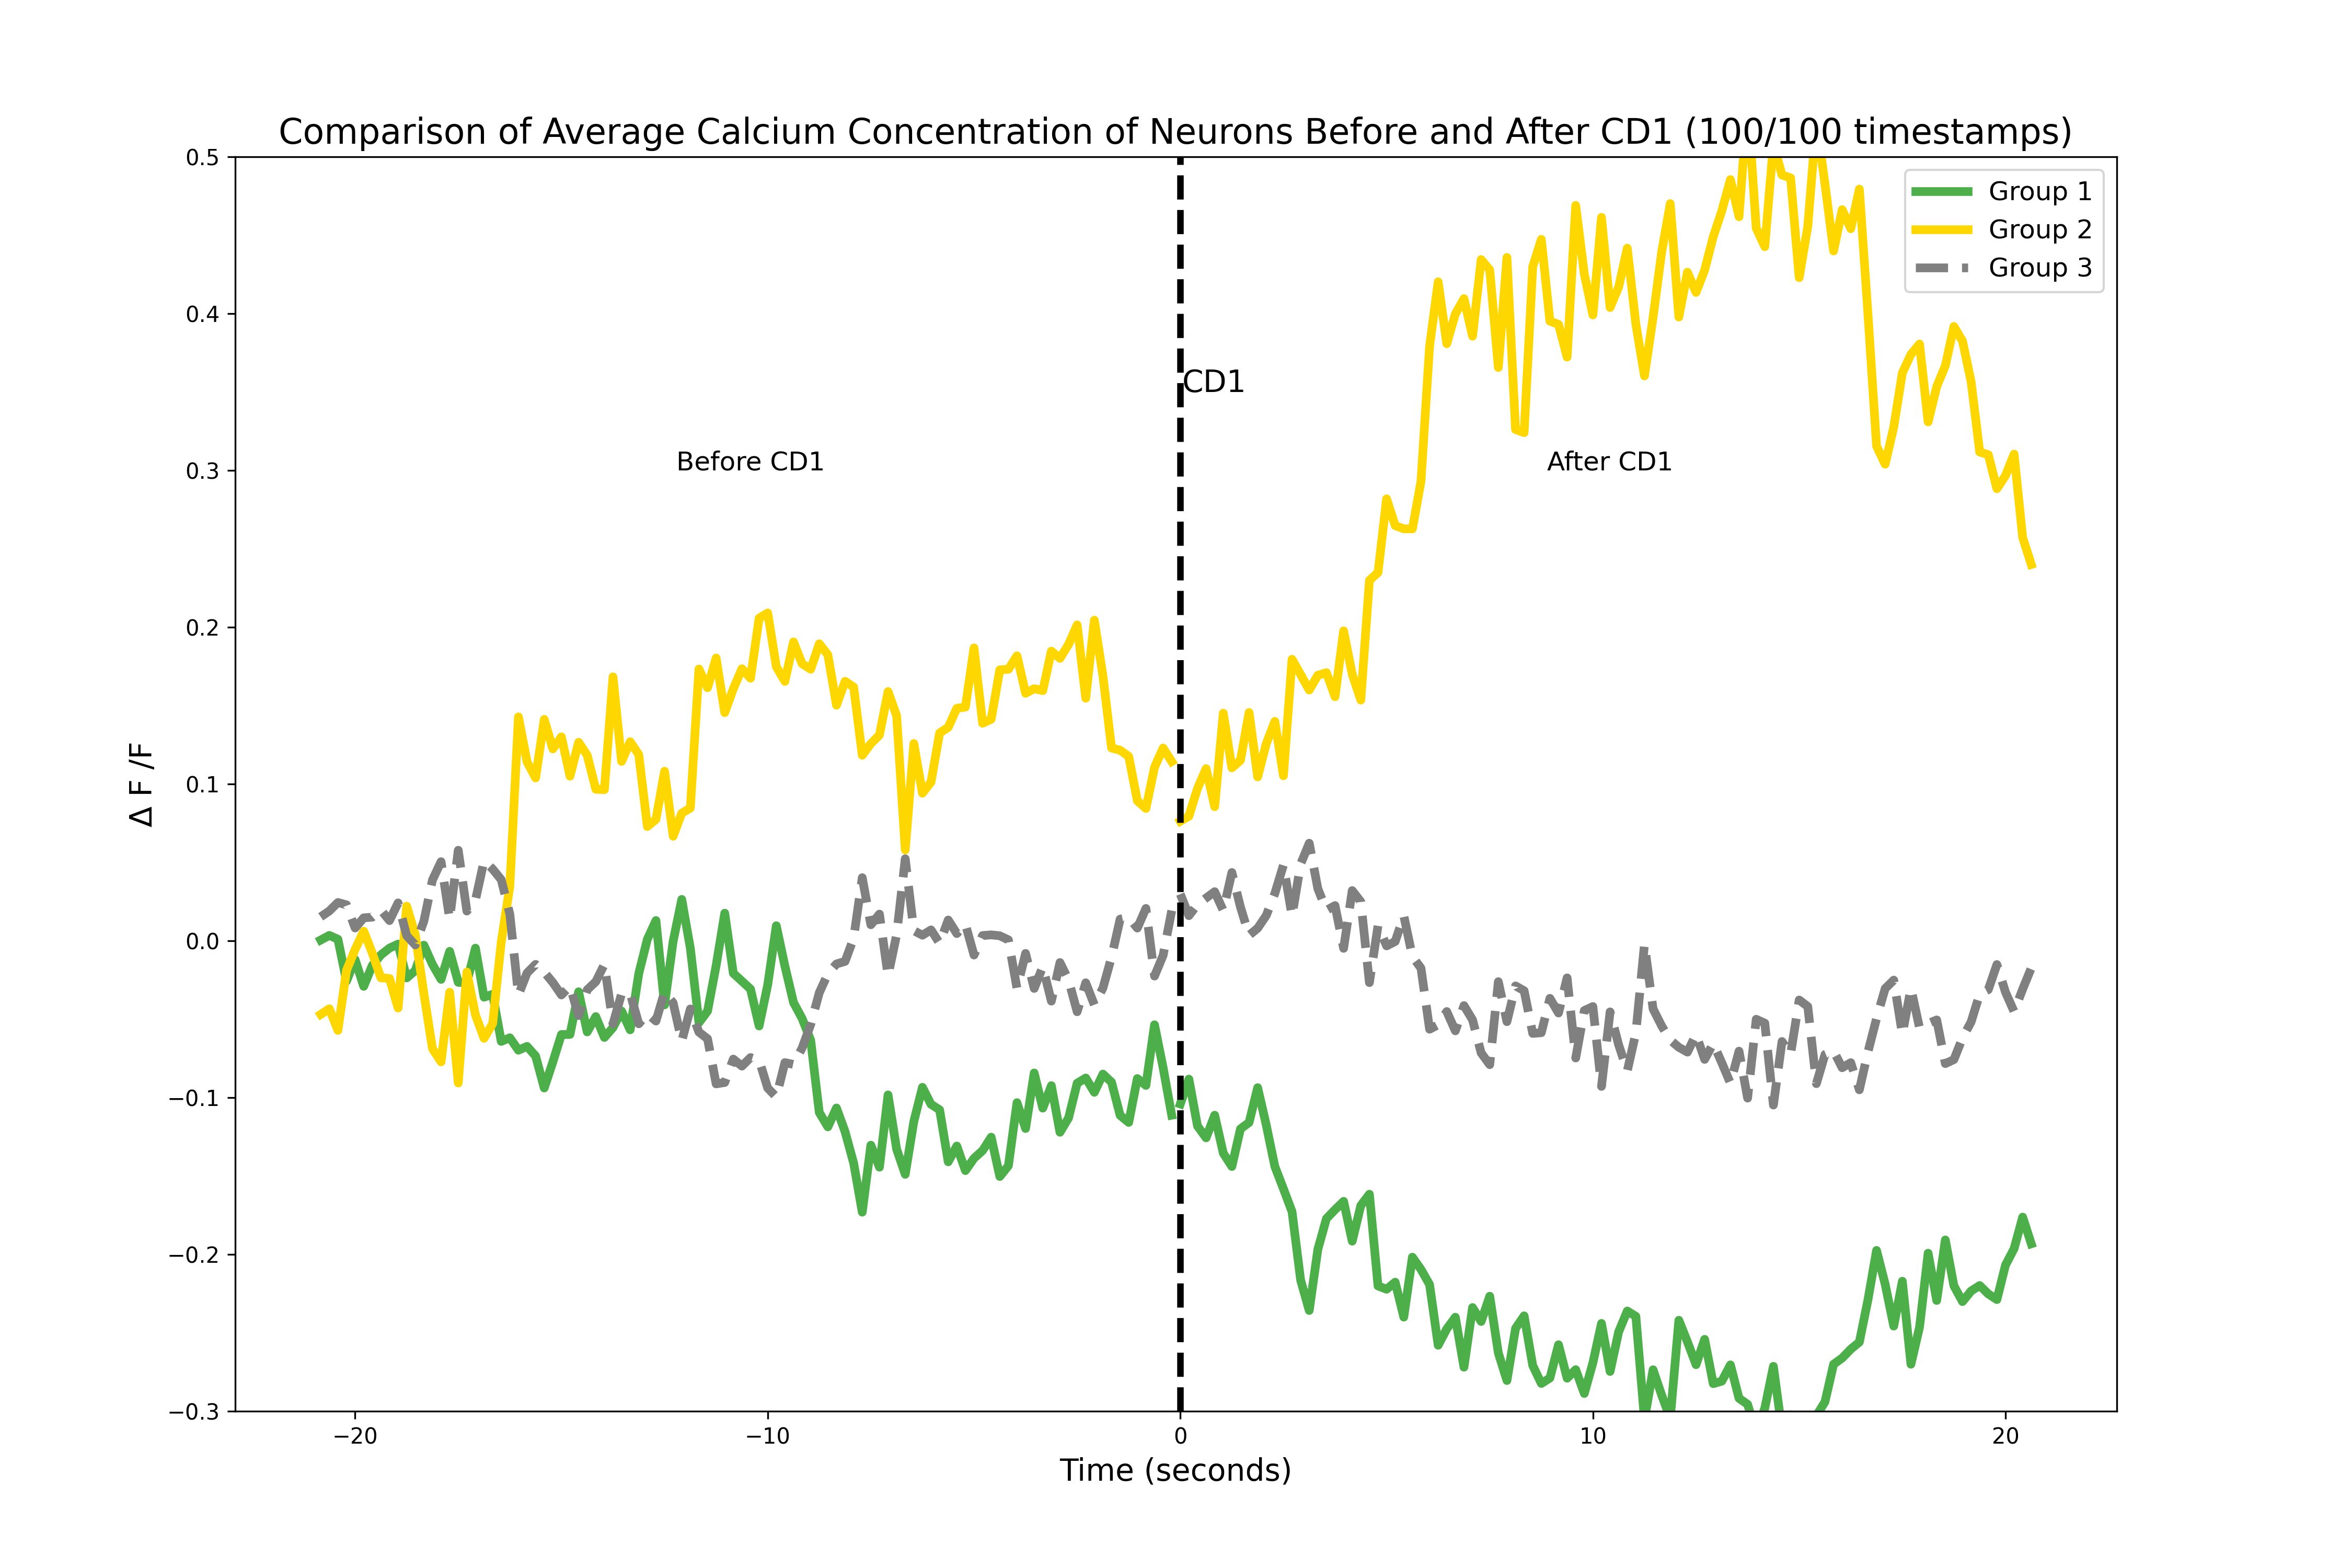 Comparison of Average Calcium Concentration of Neurons Before and After CD1 (100/100 timestamps)
0.5
0.4
0.3
0.2
0.1
0.0
−0.1
−0.2
−0.3
Δ F /F
Group 1
Group 2
Group 3
CD1
Before CD1
After CD1
−20
−10
0
10
20
Time (seconds)